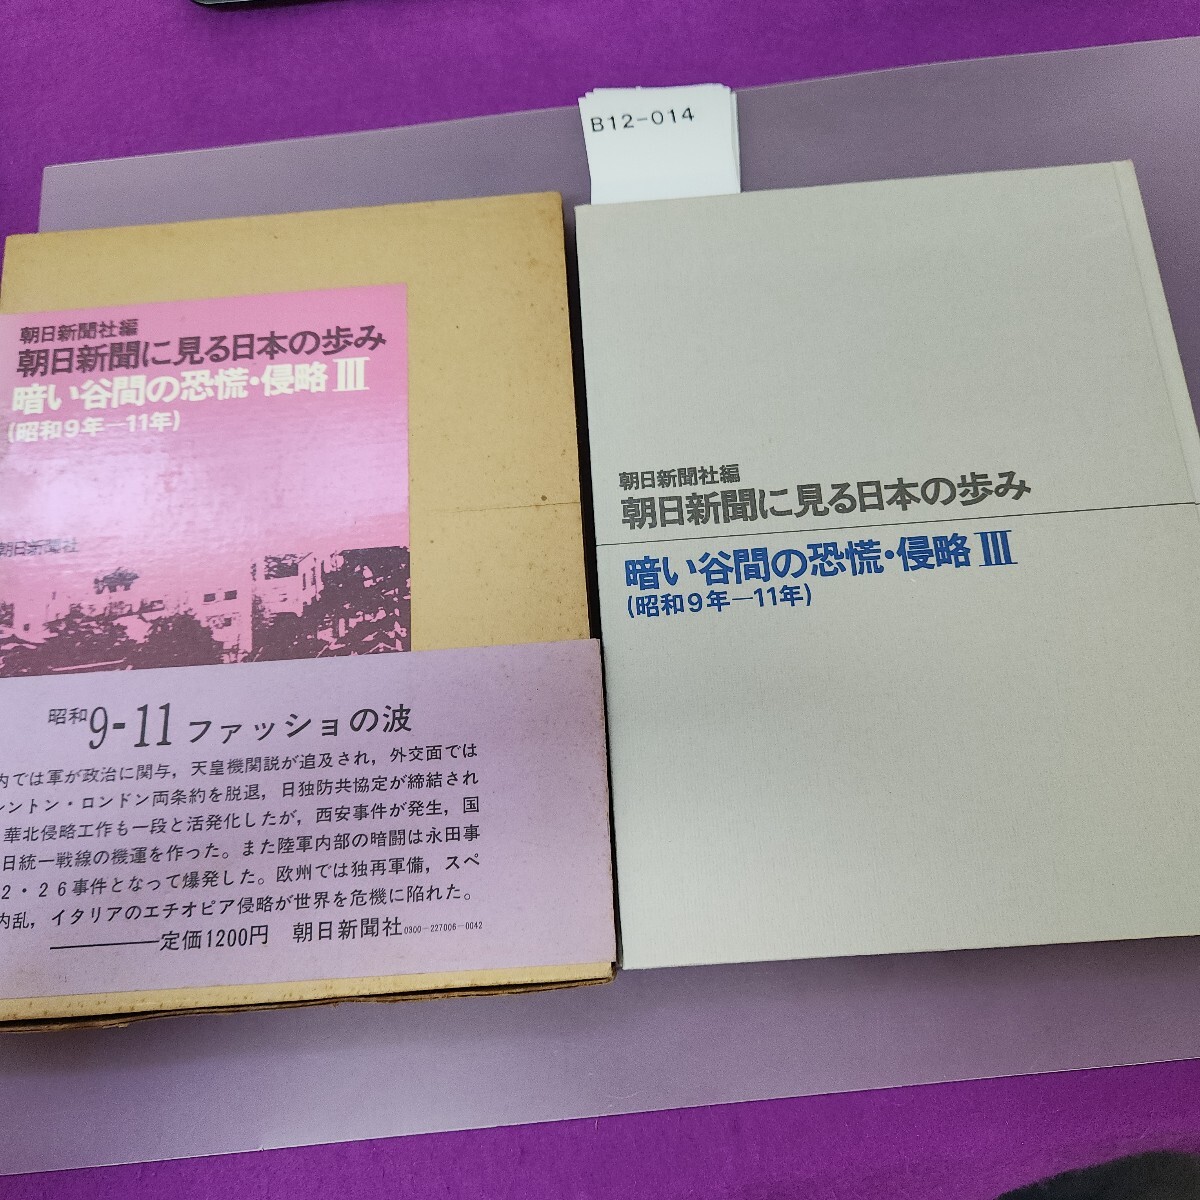 B12-014
朝日新聞社編
朝日新聞に見る日本の歩み
暗い谷間の恐慌・侵略III
(昭和9年—11年)
朝日新聞社
昭和9-11ファッショの波
内では軍が政治に関与，天皇機関説が追及され，外交面では
シントン・ロンドン両条約を脱退，日独防共協定が締結され
華北侵略工作も一段と活発化したが，西安事件が発生，国
日統一戦線の機運を作った。また陸軍内部の暗闘は永田事
2・26事件となって爆発した。欧州では独再軍備，スペ
内乱，イタリアのエチオピア侵略が世界を危機に陥れた。
定価1200円 朝日新聞社 0300-227006-0042
朝日新聞社編
朝日新聞に見る日本の歩み
暗い谷間の恐慌・侵略III
(昭和9年—11年)